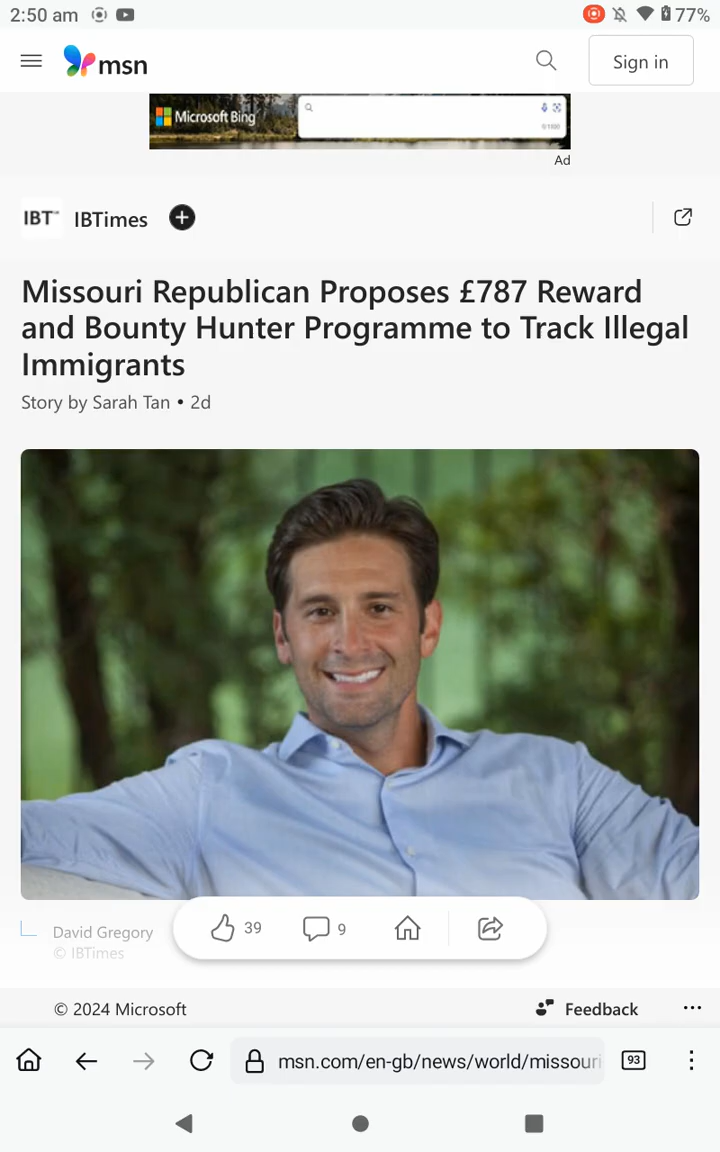 2:50 am
77%
msn
Sign in
Microsoft Bing
Ad
IBT
IBTimes
Missouri Republican Proposes £787 Reward
and Bounty Hunter Programme to Track Illegal
Immigrants
Story by Sarah Tan • 2d
David Gregory
© IBTimes
39
9
© 2024 Microsoft
Feedback
msn.com/en-gb/news/world/missouri
93